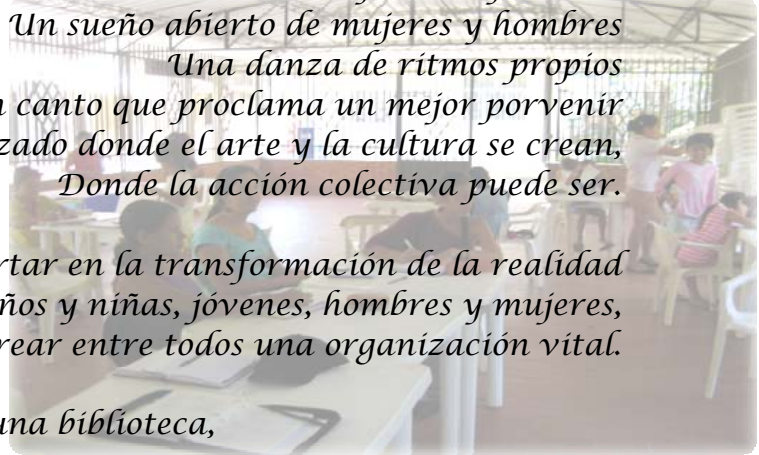 Un sueño abierto de mujeres y hombres
Una danza de ritmos propios
canto que proclama un mejor porvenir
donde el arte y la cultura se crean,
Donde la acción colectiva puede ser.
en la transformación de la realidad
y niñas, jóvenes, hombres y mujeres,
entre todos una organización vital.
una biblioteca,